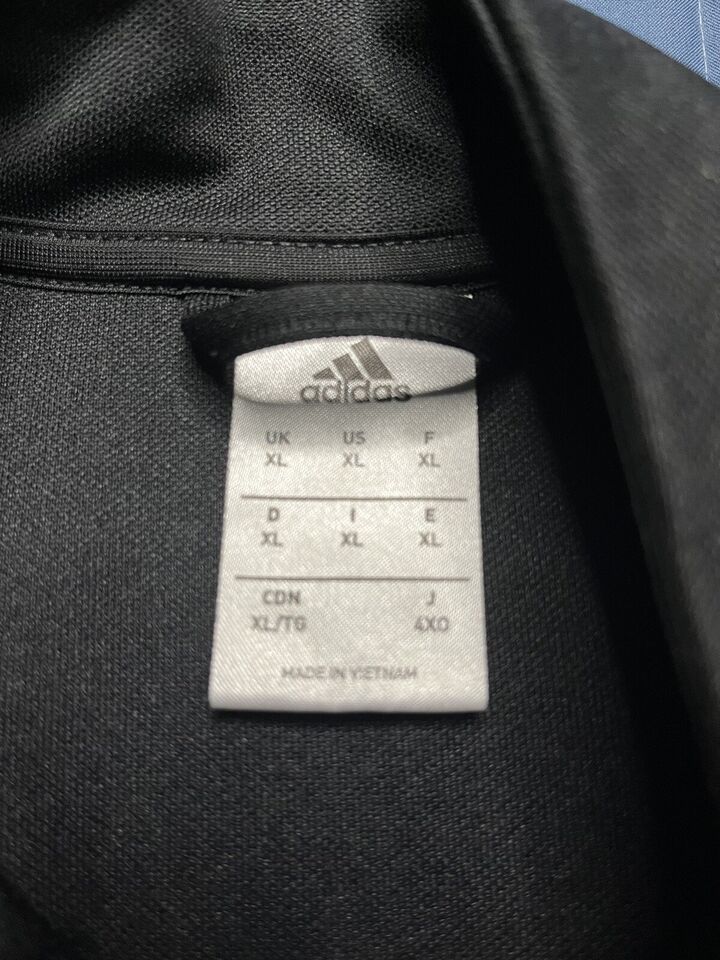 adidas
UK US F
XL XL XL
D I E
XL XL XL
CDN J
XL/TG 4XO
MADE IN VIETNAM